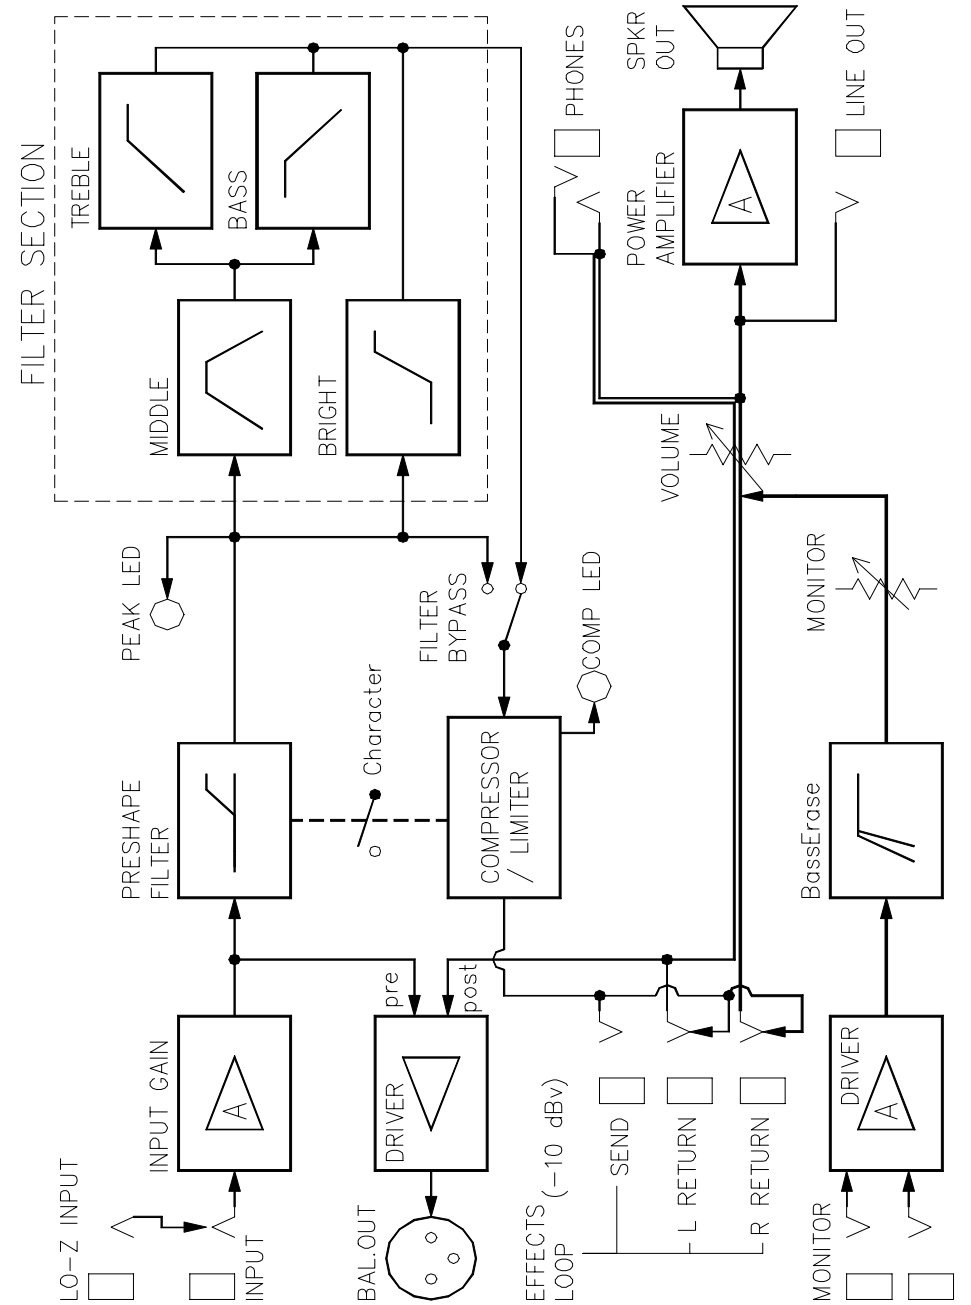 FILTER SECTION
TREBLE
BASS
MIDDLE
BRIGHT
PHONES
SPKR
OUT
LINE OUT
POWER
AMPLIFIER
A
VOLUME
PEAK LED
FILTER
BYPASS
COMP LED
MONITOR
Character
PRESHAPE
FILTER
COMPRESSOR
/ LIMITER
BassErase
pre
post
INPUT GAIN
A
DRIVER
DRIVER
A
LO-Z INPUT
INPUT
BAL.OUT
EFFECTS (-10 dBv)
LOOP
SEND
L RETURN
R RETURN
MONITOR